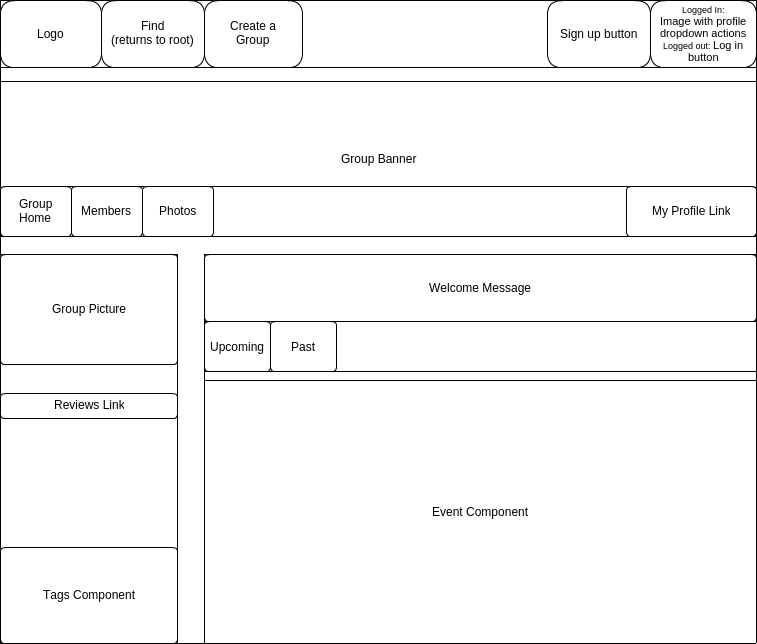 Logo
Find
(returns to root)
Create a
Group
Sign up button
Logged In:
Image with profile
dropdown actions
Logged out: Log in
button
Group Banner
Group
Home
Members
Photos
My Profile Link
Group Picture
Welcome Message
Upcoming
Past
Reviews Link
Event Component
Tags Component